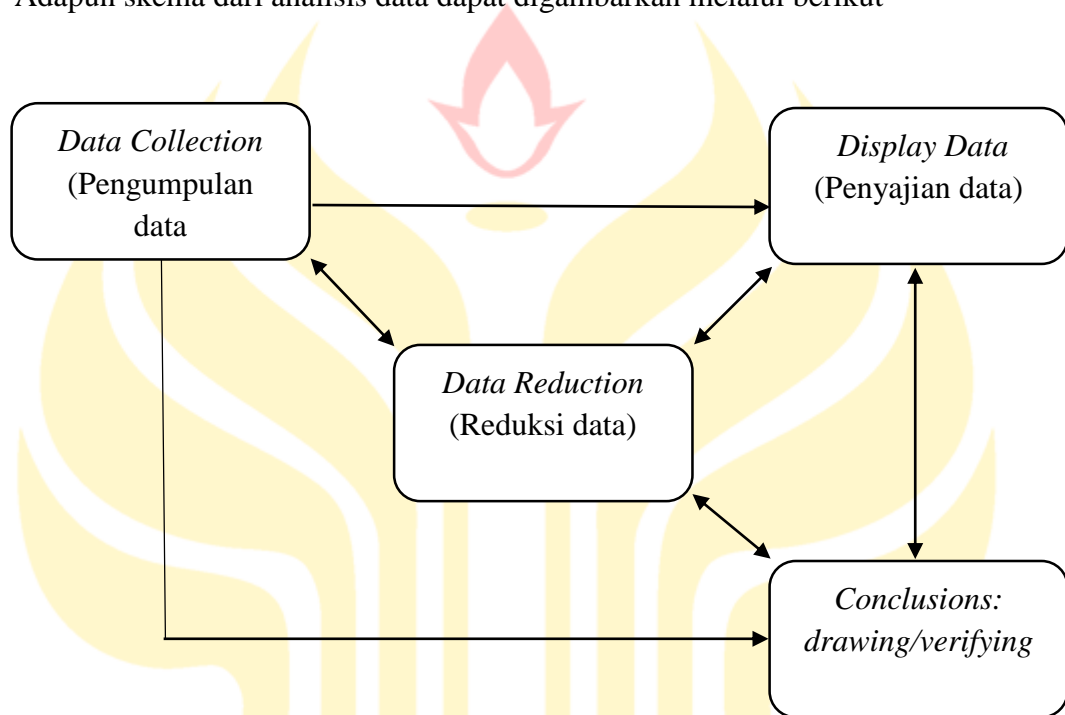 Adapun skema dari analisis data dapat digambarkan melalui berikut
Data Collection
(Pengumpulan
data
Display Data
(Penyajian data)
Data Reduction
(Reduksi data)
Conclusions:
drawing/verifying